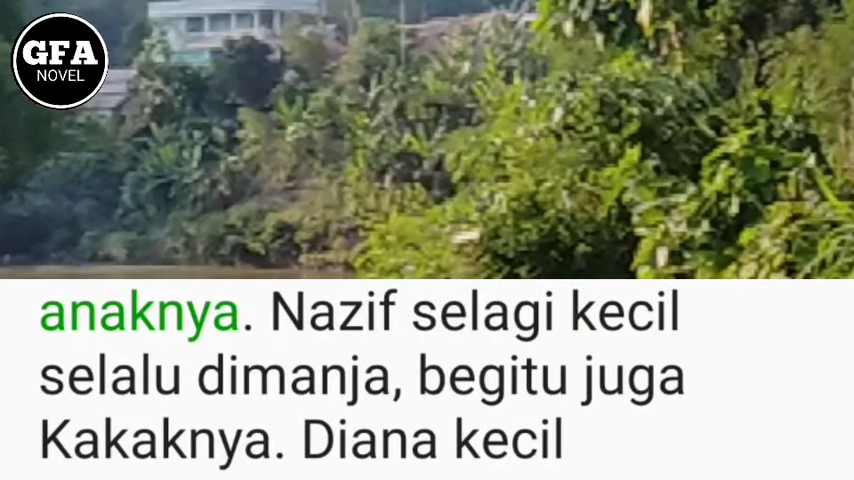 GFA
NOVEL
anaknya. Nazif selagi kecil
selalu dimanja, begitu juga
Kakaknya. Diana kecil